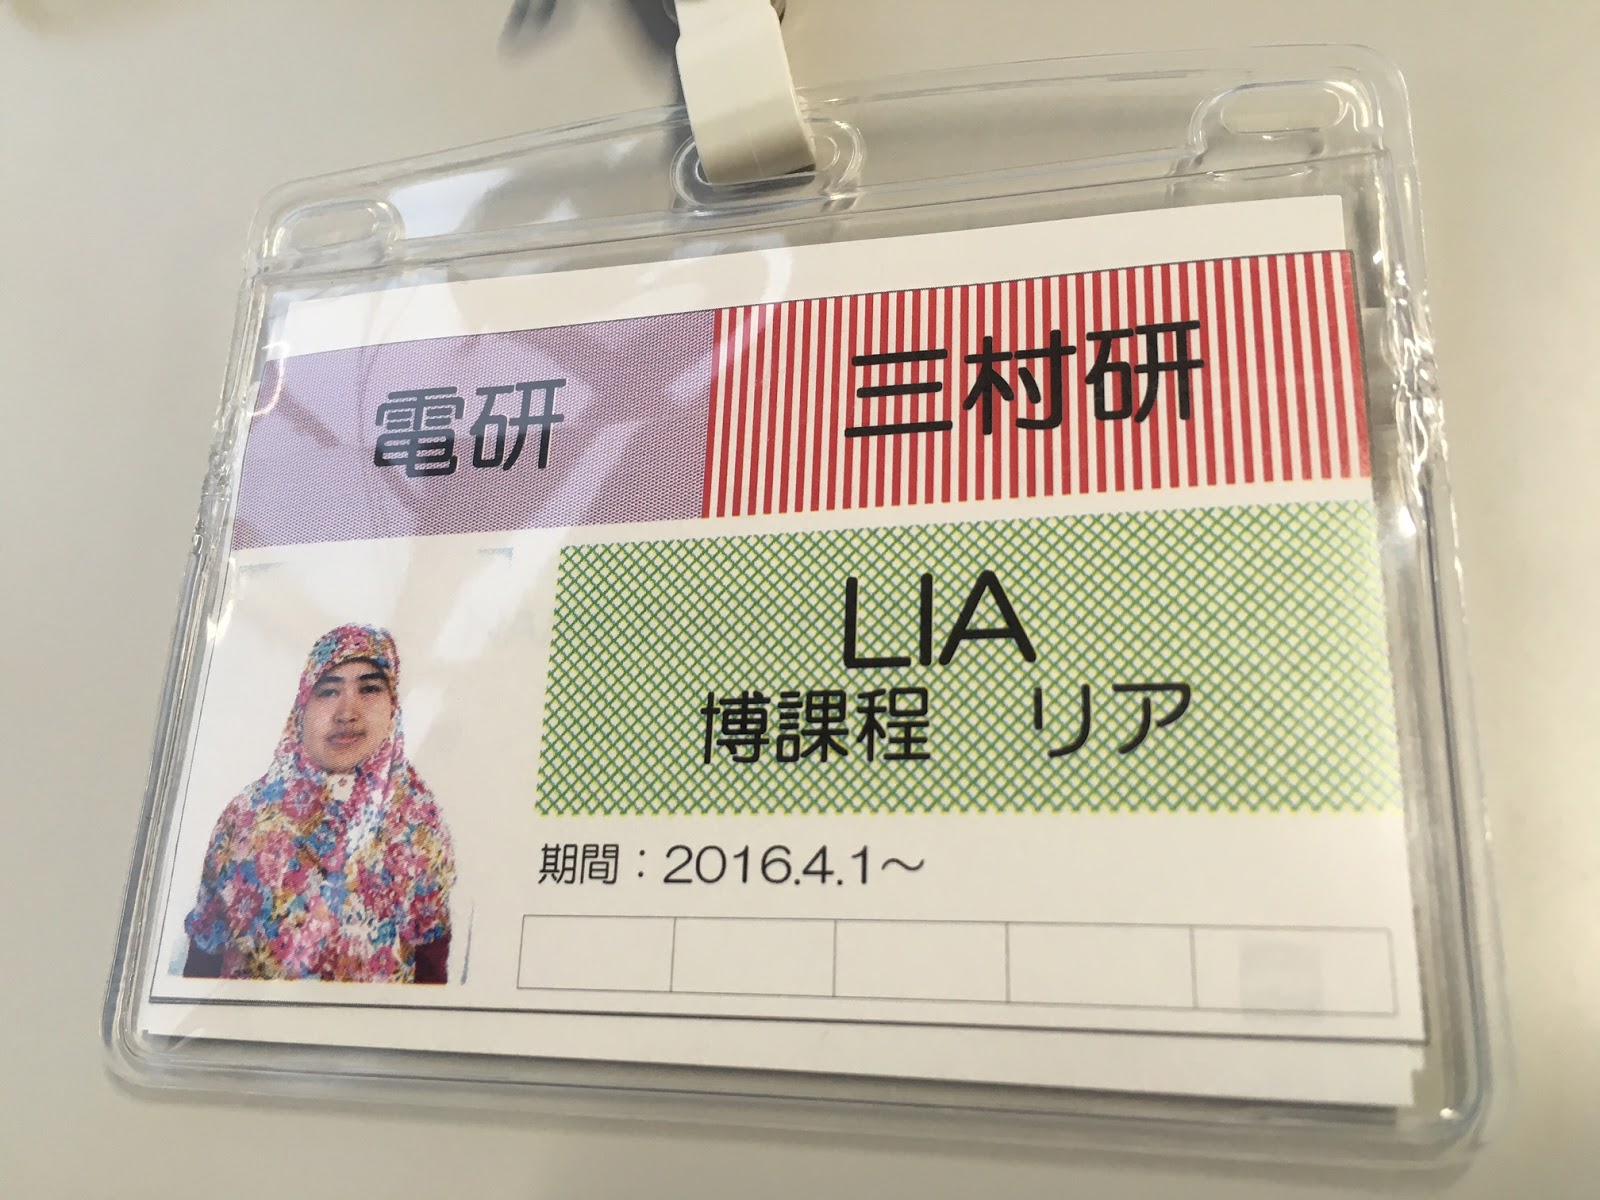 電研 三村研
LIA
博課程　リア
期間：2016.4.1～